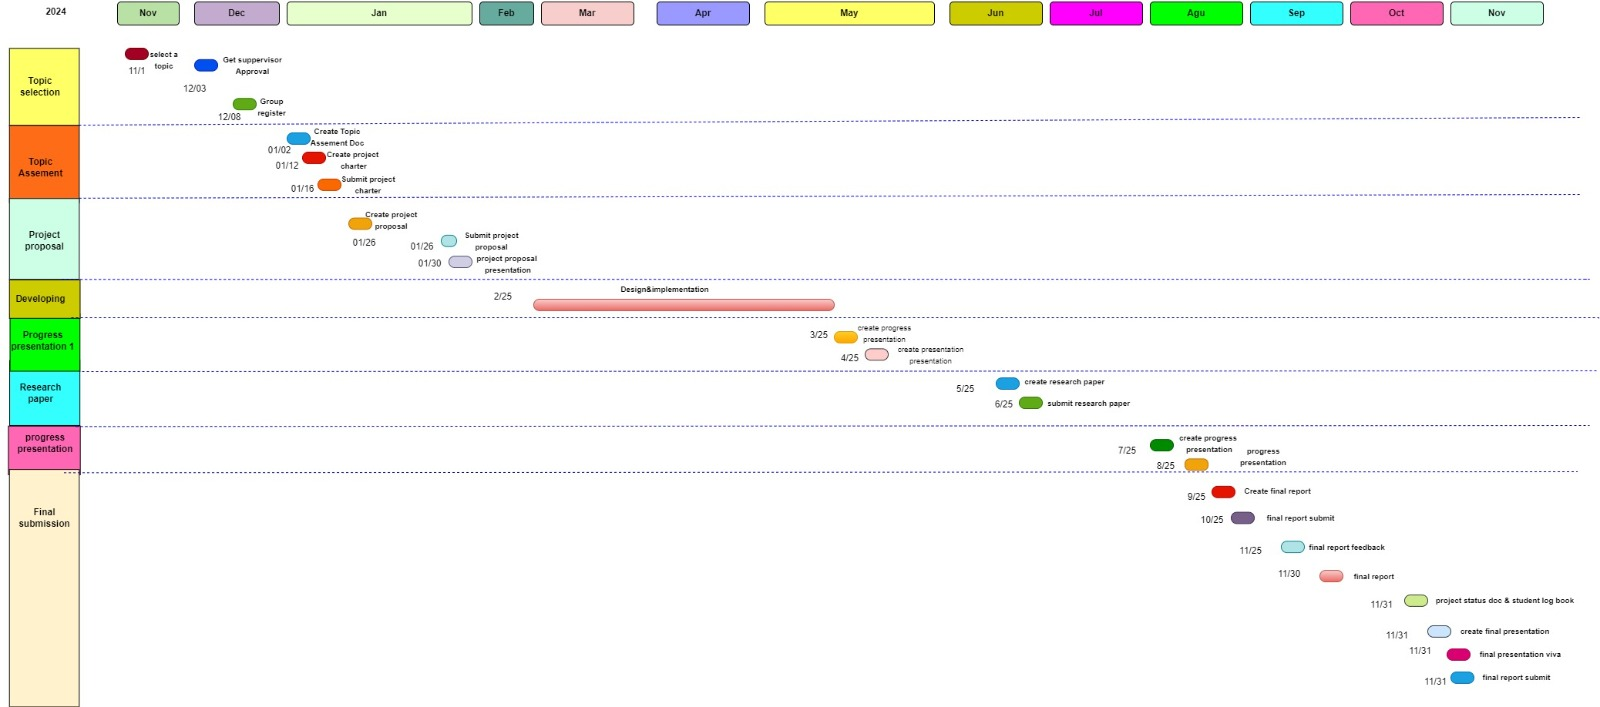 2024
Nov
Dec
Jan
Feb
Mar
Apr
May
Jun
Jul
Agu
Sep
Oct
Nov
Topic
selection
select a
topic
11/1
Get suppervisor
Approval
12/03
Group
register
12/08
Topic
Assement
Create Topic
Assement Doc
01/02
Create project
charter
01/12
Submit project
charter
01/16
Project
proposal
Create project
proposal
01/26
Submit project
proposal
01/26
project proposal
presentation
01/30
Developing
2/25
Design&implementation
Progress
presentation 1
3/25
create progress
presentation
4/25
create presentation
presentation
Research
paper
5/25
create research paper
6/25
submit research paper
progress
presentation
7/25
create progress
presentation
8/25
progress
presentation
Final
submission
9/25
Create final report
10/25
final report submit
11/25
final report feedback
11/30
final report
11/31
project status doc & student log book
11/31
create final presentation
11/31
final presentation viva
11/31
final report submit